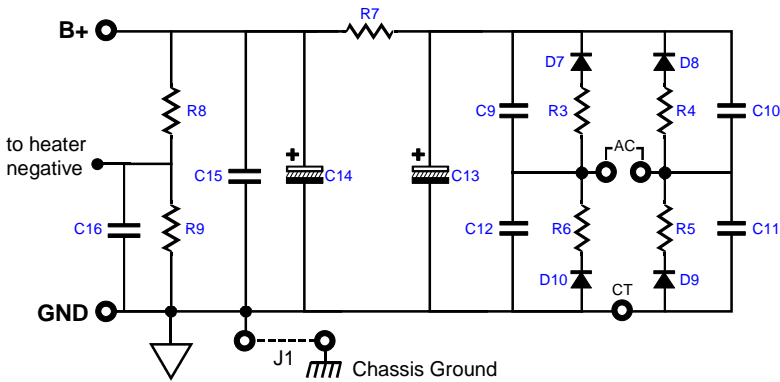 B+
R7
D7
D8
R8
C9
R3
R4
C10
to heater
negative
AC
C15
+
C14
+
C13
C16
R9
C12
R6
R5
C11
D10
CT
D9
GND
J1
Chassis Ground